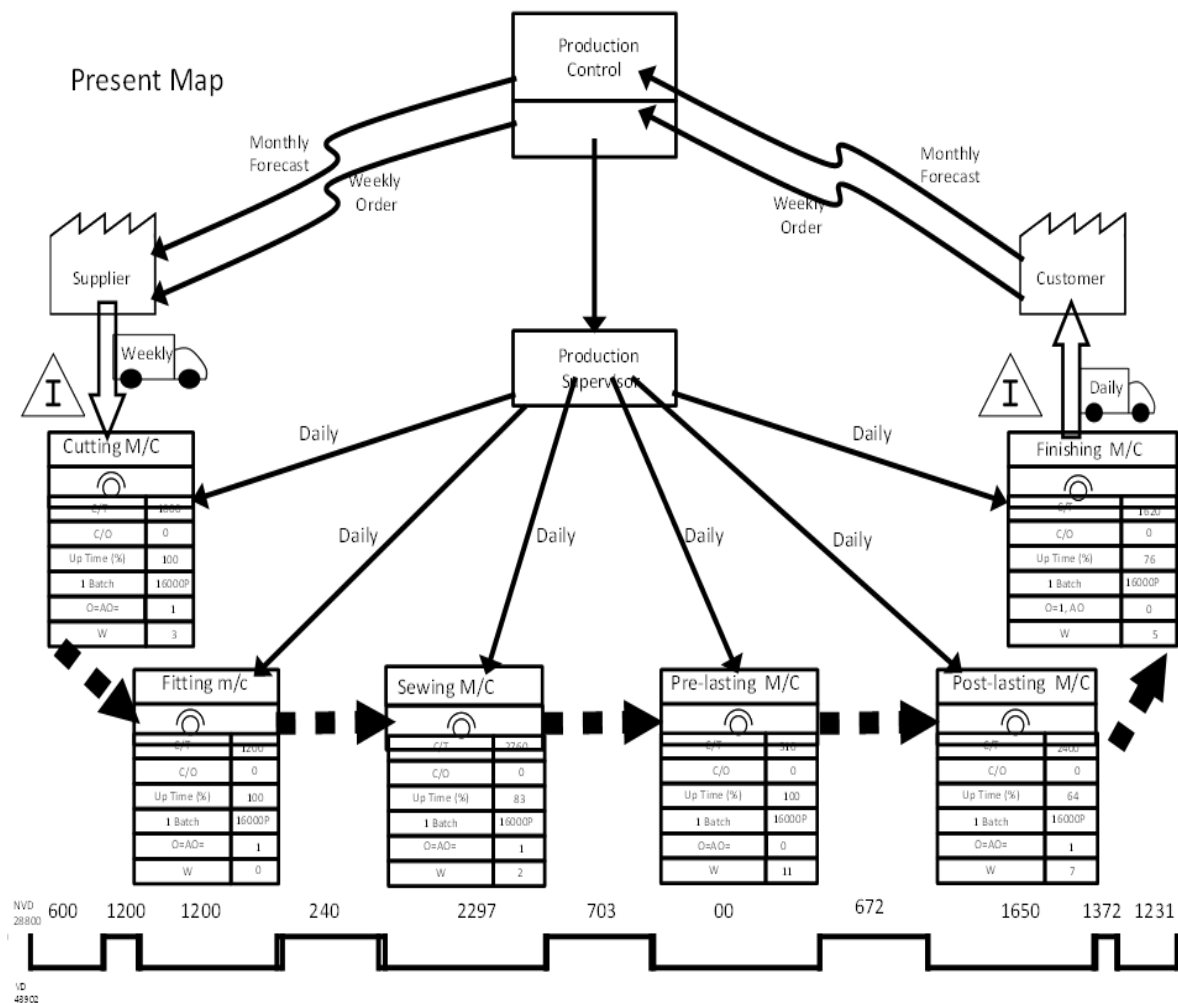 Present Map
Production
Control
Monthly
Forecast
Weekly
Order
Monthly
Forecast
Weekly
Order
Supplier
Customer
Weekly
I
Production
Supervisor
I
Daily
Cutting M/C
Daily
Daily
Finishing M/C
C/T
C/O 0
Up Time (%) 100
1 Batch 16000P
O=AO= 1
W 3
C/T 1620
C/O 0
Up Time (%) 76
1 Batch 16000P
O=1, AO 0
W 5
Daily
Daily
Daily
Daily
Fitting m/c
C/T 1200
C/O 0
Up Time (%) 100
1 Batch 16000P
O=AO= 1
W 0
Sewing M/C
C/T 2760
C/O 0
Up Time (%) 83
1 Batch 16000P
O=AO= 1
W 2
Pre-lasting M/C
C/T
C/O 0
Up Time (%) 100
1 Batch 16000P
O=AO= 0
W 11
Post-lasting M/C
C/T 2400
C/O 0
Up Time (%) 64
1 Batch 16000P
O=AO= 1
W 7
NVD
28800
600 1200 1200 240 2297 703 00 672 1650 1372 1231
VD
48902